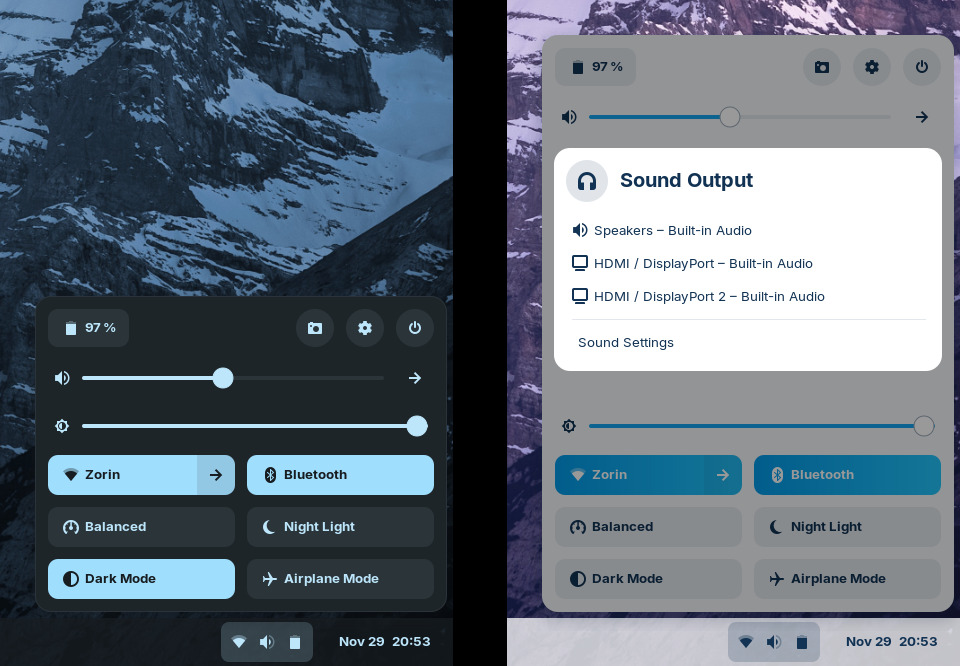 97 %
Zorin
Bluetooth
Balanced
Night Light
Dark Mode
Airplane Mode
Nov 29 20:53
97 %
Sound Output
Speakers – Built-in Audio
HDMI / DisplayPort – Built-in Audio
HDMI / DisplayPort 2 – Built-in Audio
Sound Settings
Zorin
Bluetooth
Balanced
Night Light
Dark Mode
Airplane Mode
Nov 29 20:53